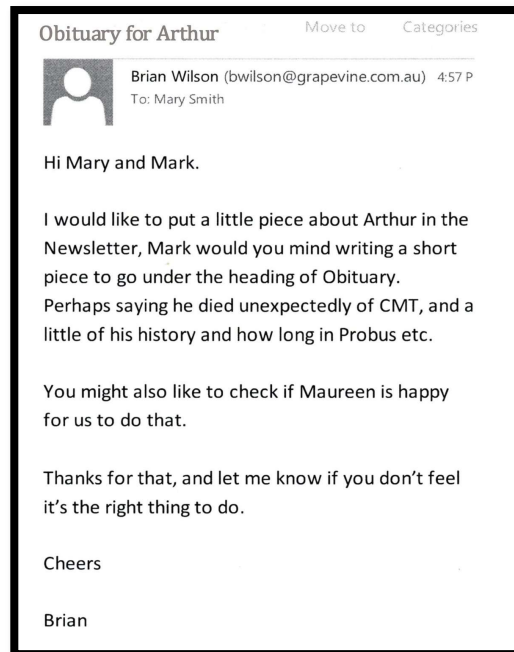 Obituary for Arthur
Move to Categories
Brian Wilson (bwilson@grapevine.com.au) 4:57 P
To: Mary Smith
Hi Mary and Mark.
I would like to put a little piece about Arthur in the
Newsletter, Mark would you mind writing a short
piece to go under the heading of Obituary.
Perhaps saying he died unexpectedly of CMT, and a
little of his history and how long in Probus etc.
You might also like to check if Maureen is happy
for us to do that.
Thanks for that, and let me know if you don’t feel
it’s the right thing to do.
Cheers
Brian